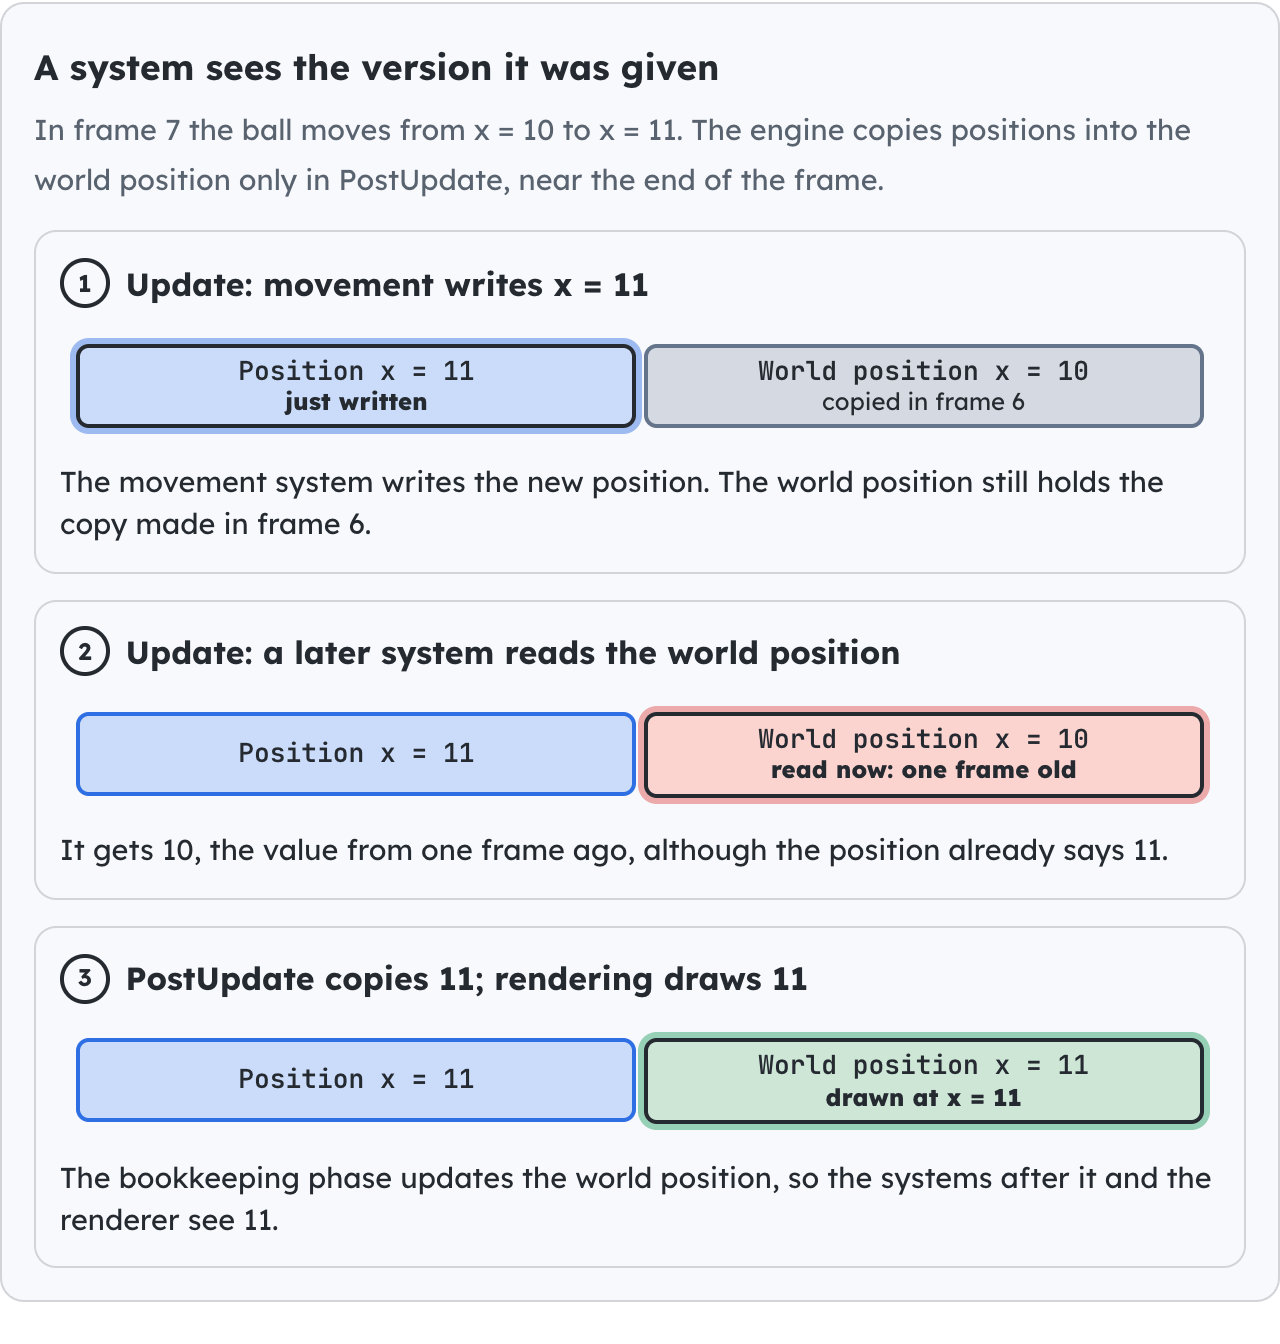 A system sees the version it was given
In frame 7 the ball moves from x = 10 to x = 11. The engine copies positions into the
world position only in PostUpdate, near the end of the frame.
1 Update: movement writes x = 11
Position x = 11
just written
World position x = 10
copied in frame 6
The movement system writes the new position. The world position still holds the
copy made in frame 6.
2 Update: a later system reads the world position
Position x = 11
World position x = 10
read now: one frame old
It gets 10, the value from one frame ago, although the position already says 11.
3 PostUpdate copies 11; rendering draws 11
Position x = 11
World position x = 11
drawn at x = 11
The bookkeeping phase updates the world position, so the systems after it and the
renderer see 11.